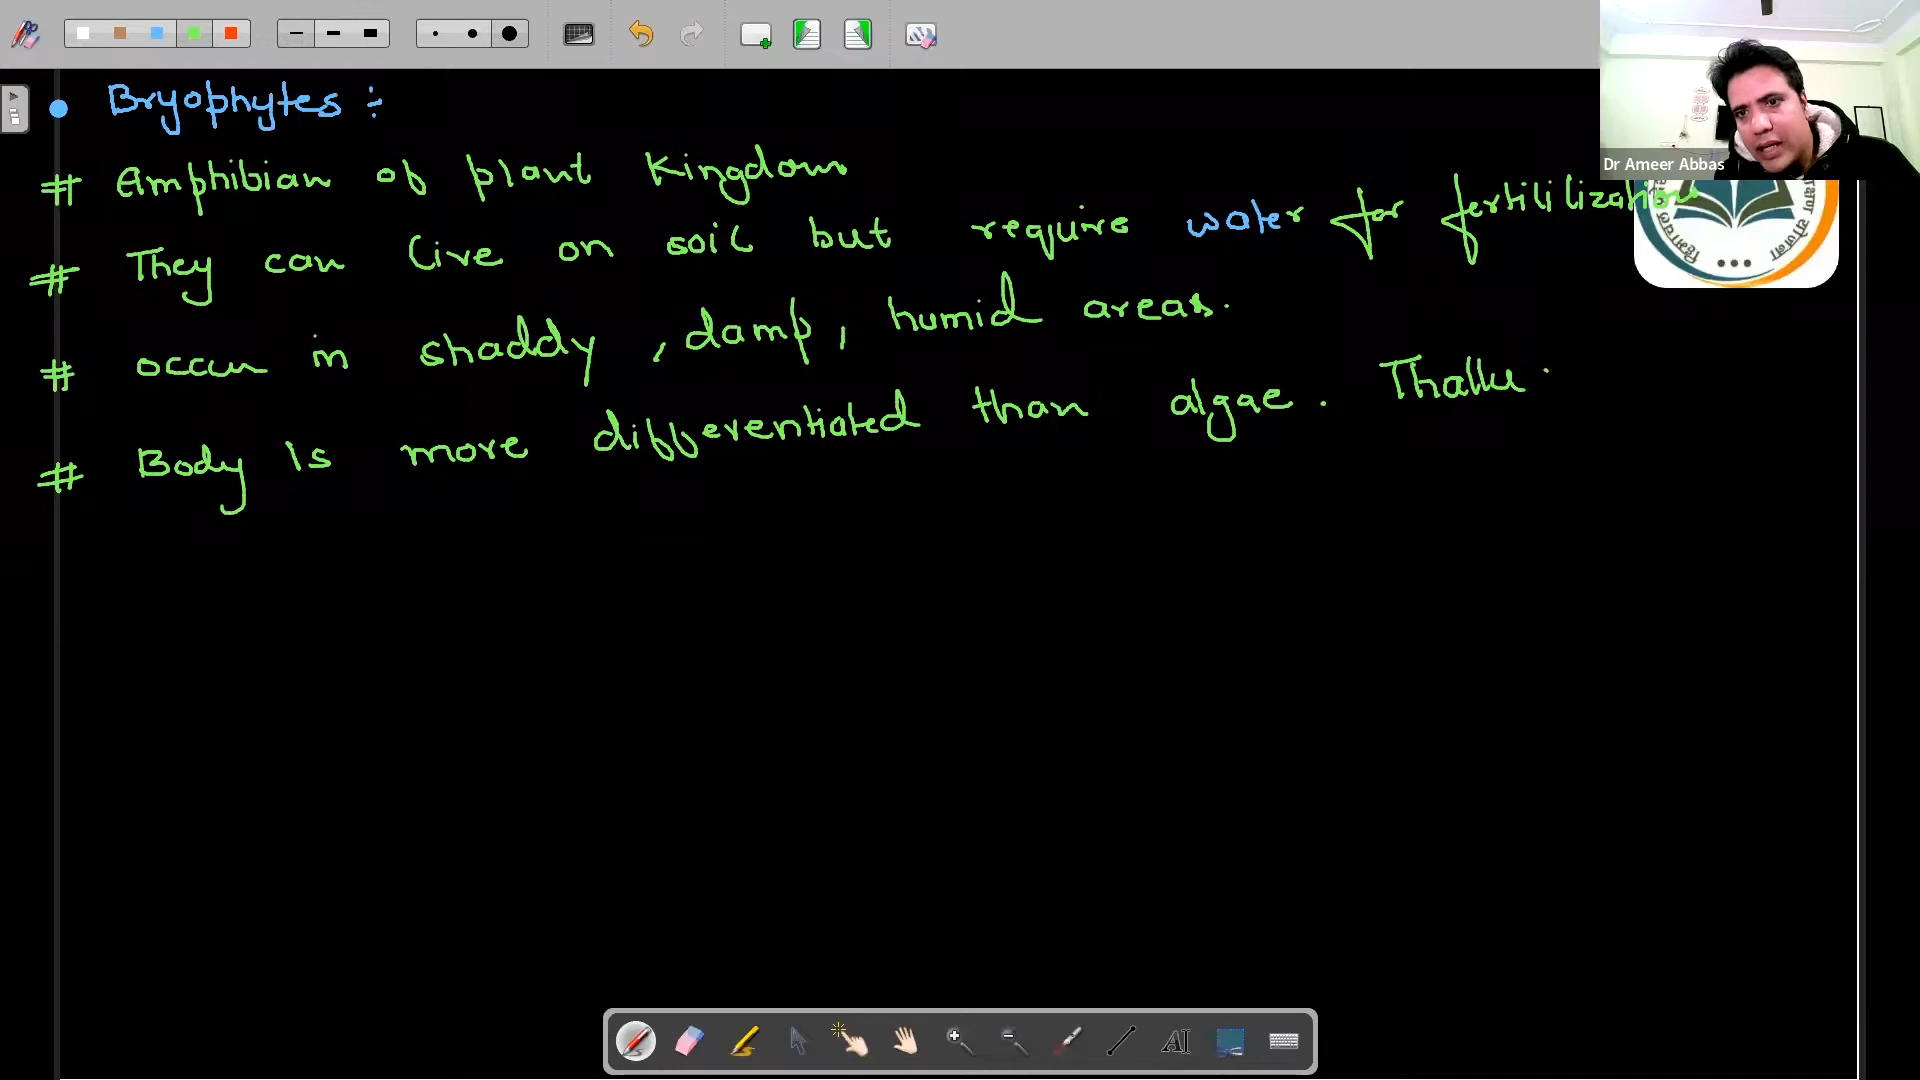 Bryophytes ÷
# Amphibian of plant Kingdom
# They can live on soil but require water for fertililization
# occur in shaddy, damp, humid areas.
# Body is more differentiated than algae. Thallu
Dr Ameer Abbas